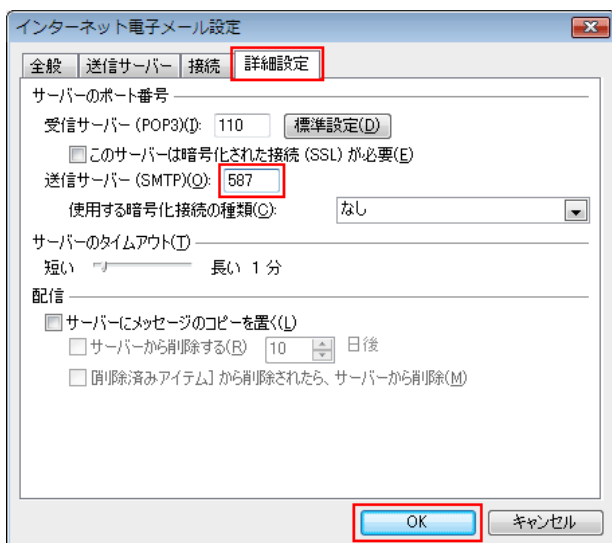 インターネット電子メール設定
全般 送信サーバー 接続 詳細設定
サーバーのポート番号
受信サーバー (POP3)(I): 110 標準設定(D)
このサーバーは暗号化された接続 (SSL) が必要(E)
送信サーバー (SMTP)(O): 587
使用する暗号化接続の種類(C): なし
サーバーのタイムアウト(T)
短い 長い 1 分
配信
サーバーにメッセージのコピーを置く(L)
サーバーから削除する(R) 10 日後
[削除済みアイテム] から削除されたら、サーバーから削除(M)
OK キャンセル